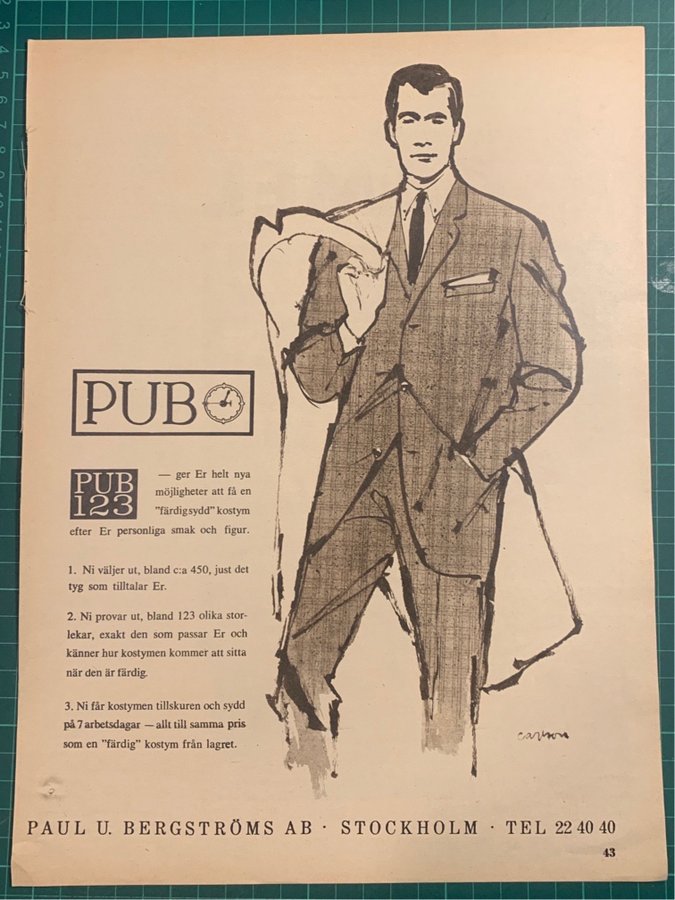 PUB
PUB
123
— ger Er helt nya
möjligheter att få en
"färdigsydd" kostym
efter Er personliga smak och figur.
1. Ni väljer ut, bland c:a 450, just det
tyg som tilltalar Er.
2. Ni provar ut, bland 123 olika stor-
lekar, exakt den som passar Er och
känner hur kostymen kommer att sitta
när den är färdig.
3. Ni får kostymen tillskuren och sydd
på 7 arbetsdagar — allt till samma pris
som en "färdig" kostym från lagret.
PAUL U. BERGSTRÖMS AB · STOCKHOLM · TEL 22 40 40
43